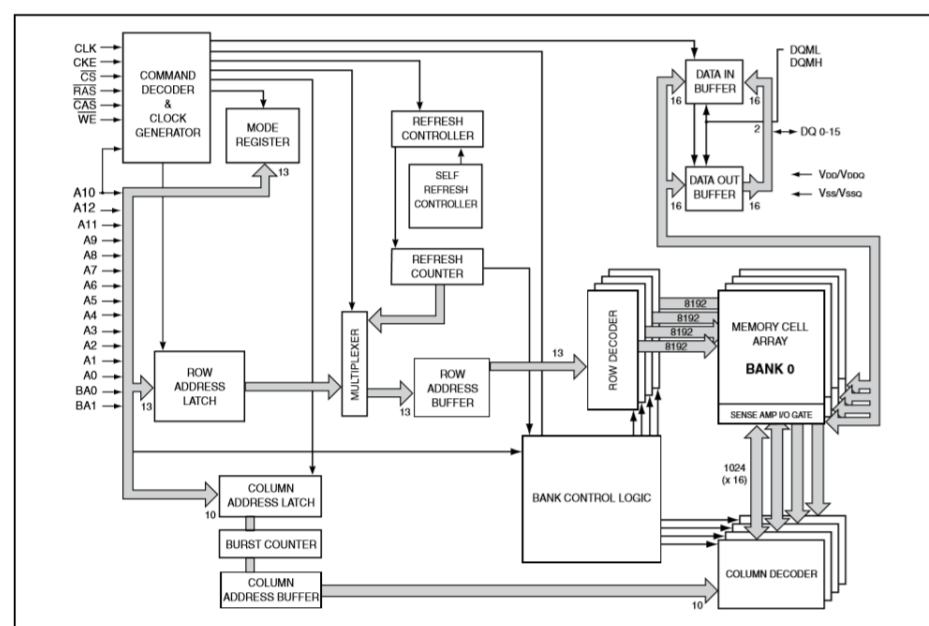 CLK
CKE
CS
RAS
CAS
WE
A10
A12
A11
A9
A8
A7
A6
A5
A4
A3
A2
A1
A0
BA0
BA1
COMMAND
DECODER
&
CLOCK
GENERATOR
MODE
REGISTER
13
REFRESH
CONTROLLER
SELF
REFRESH
CONTROLLER
REFRESH
COUNTER
DATA IN
BUFFER
16
16
DQML
DQMH
2
DQ 0-15
DATA OUT
BUFFER
16
16
VDD/VDDQ
VSS/VSSQ
13
ROW
ADDRESS
LATCH
MULTIPLEXER
13
ROW
ADDRESS
BUFFER
13
ROW DECODER
8192
8192
8192
8192
MEMORY CELL
ARRAY
BANK 0
SENSE AMP I/O GATE
1024
(x 16)
BANK CONTROL LOGIC
10
COLUMN
ADDRESS LATCH
BURST COUNTER
COLUMN
ADDRESS BUFFER
10
COLUMN DECODER